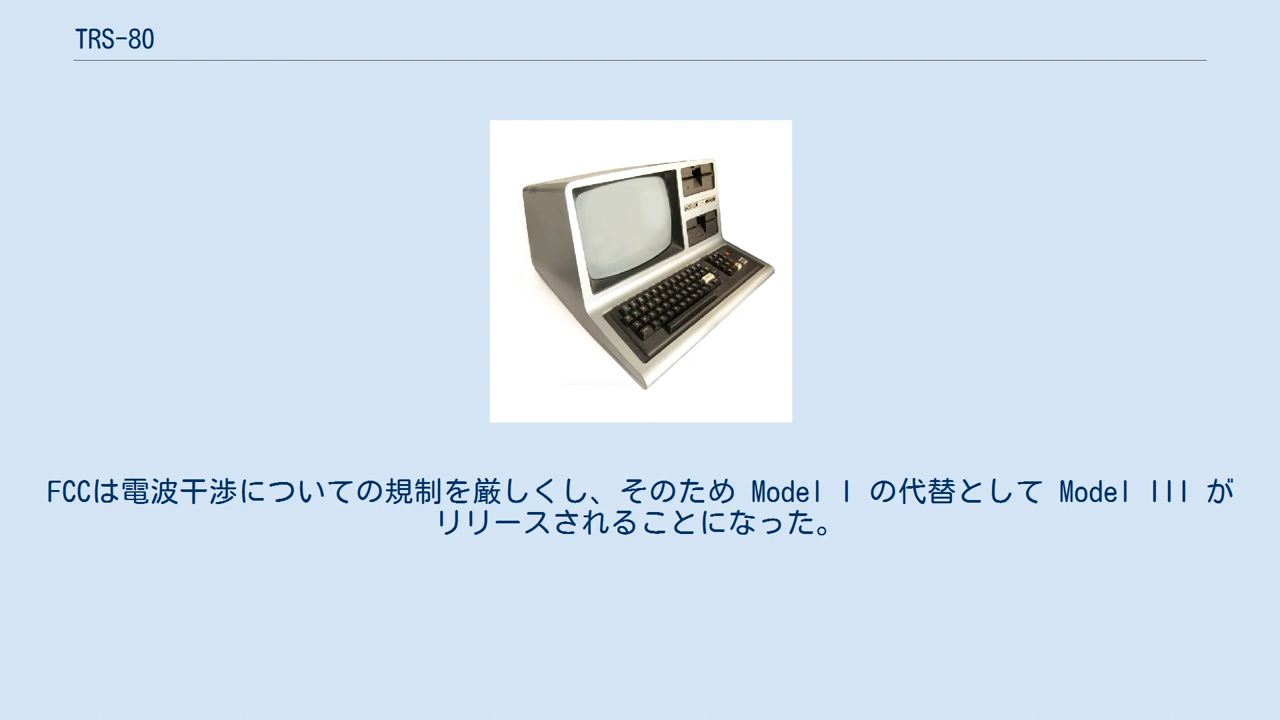 TRS-80
FCCは電波干渉についての規制を厳しくし、そのため Model I の代替として Model III が
リリースされることになった。